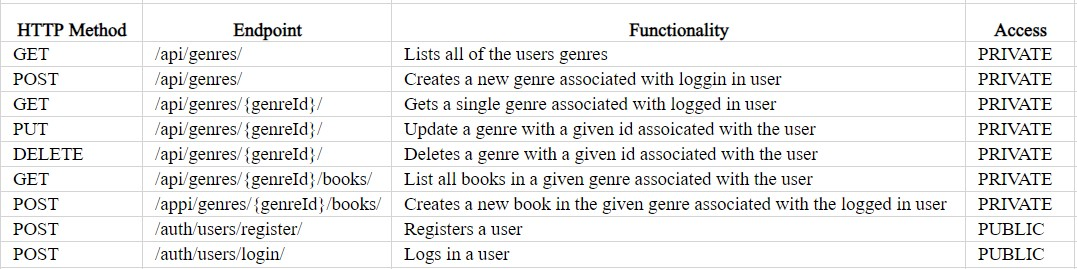 HTTP Method Endpoint Functionality Access
GET /api/genres/ Lists all of the users genres PRIVATE
POST /api/genres/ Creates a new genre associated with loggin in user PRIVATE
GET /api/genres/{genreId}/ Gets a single genre associated with logged in user PRIVATE
PUT /api/genres/{genreId}/ Update a genre with a given id assoicated with the user PRIVATE
DELETE /api/genres/{genreId}/ Deletes a genre with a given id associated with the user PRIVATE
GET /api/genres/{genreId}/books/ List all books in a given genre associated with the user PRIVATE
POST /appi/genres/{genreId}/books/ Creates a new book in the given genre associated with the logged in user PRIVATE
POST /auth/users/register/ Registers a user PUBLIC
POST /auth/users/login/ Logs in a user PUBLIC